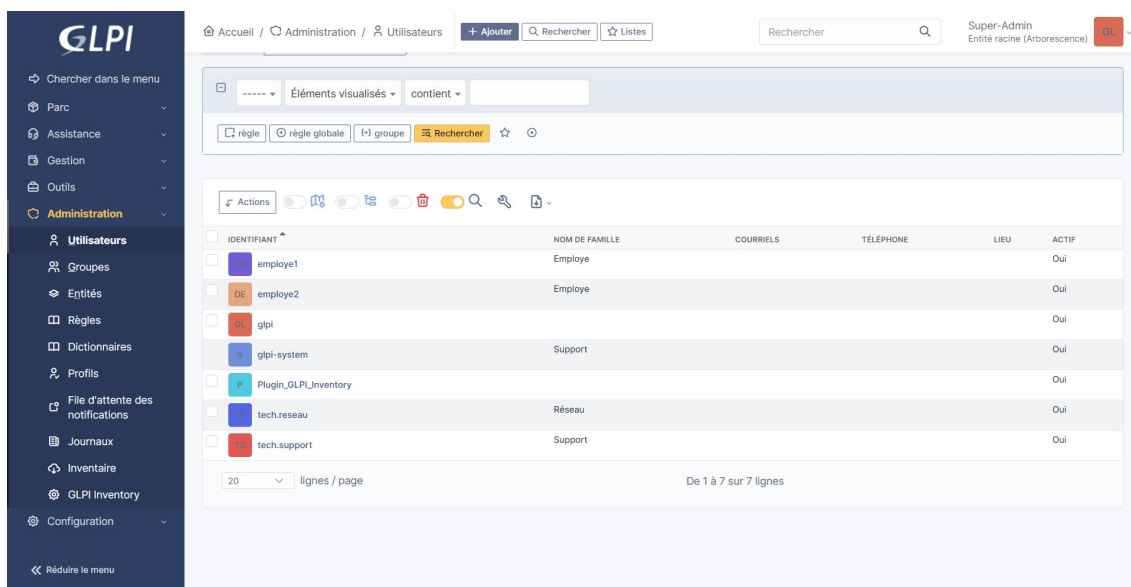 GLPI
Accueil / Administration / Utilisateurs
+ Ajouter
Rechercher
Listes
Rechercher
Super-Admin
Entité racine (Arborescence)
GL
Chercher dans le menu
Parc
Assistance
Gestion
Outils
Administration
Utilisateurs
Groupes
Entités
Règles
Dictionnaires
Profils
File d'attente des
notifications
Journaux
Inventaire
GLPI Inventory
Configuration
Réduire le menu
----- Éléments visualisés contient
règle règle globale groupe Rechercher
Actions
IDENTIFIANT NOM DE FAMILLE COURRIELS TÉLÉPHONE LIEU ACTIF
employe1 Employe Oui
DE employe2 Employe Oui
GL glpi Oui
S glpi-system Support Oui
P Plugin_GLPI_Inventory Oui
tech.reseau Réseau Oui
TS tech.support Support Oui
20 lignes / page De 1 à 7 sur 7 lignes